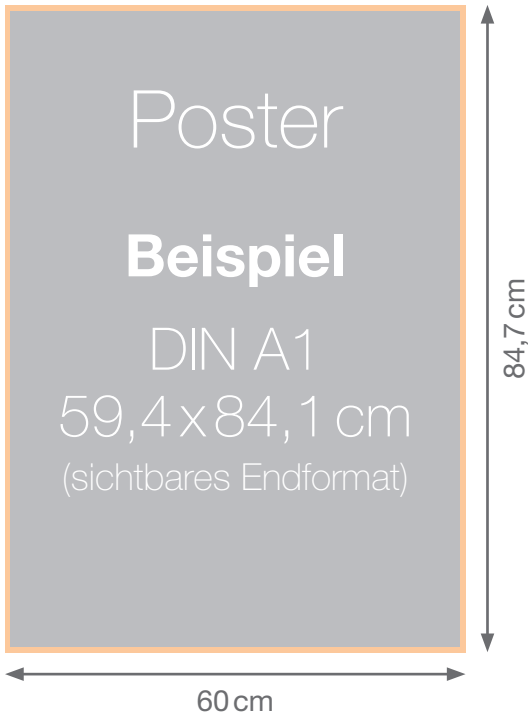 Poster
Beispiel
DIN A1
59,4 x 84,1 cm
(sichtbares Endformat)
84,7 cm
60 cm